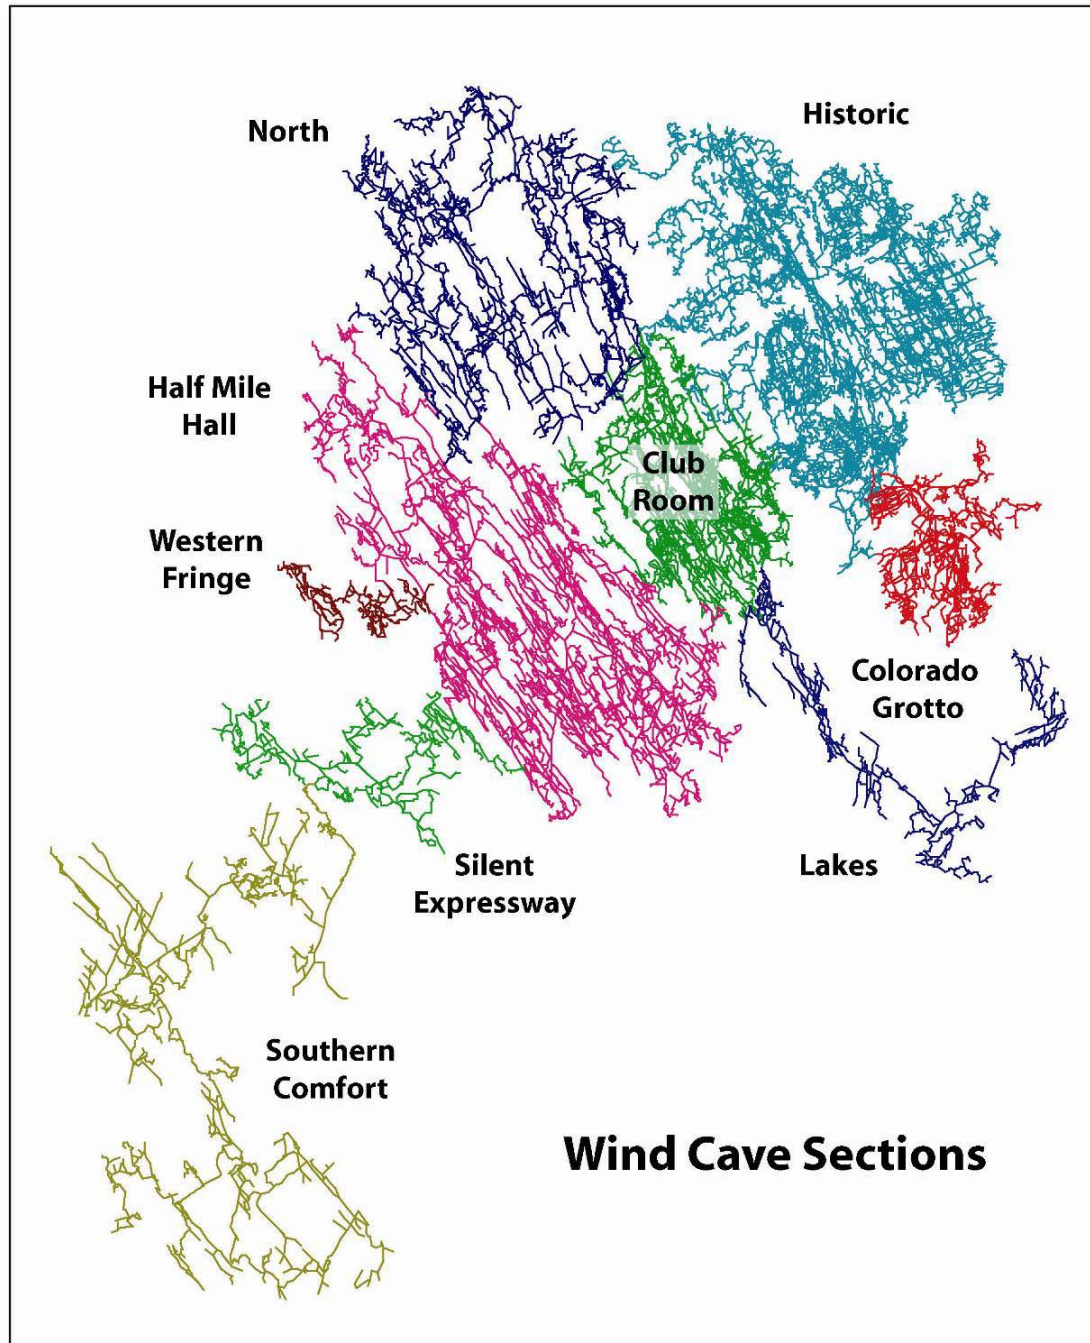 North
Historic
Half Mile
Hall
Club
Room
Western
Fringe
Colorado
Grotto
Silent
Expressway
Lakes
Southern
Comfort
Wind Cave Sections